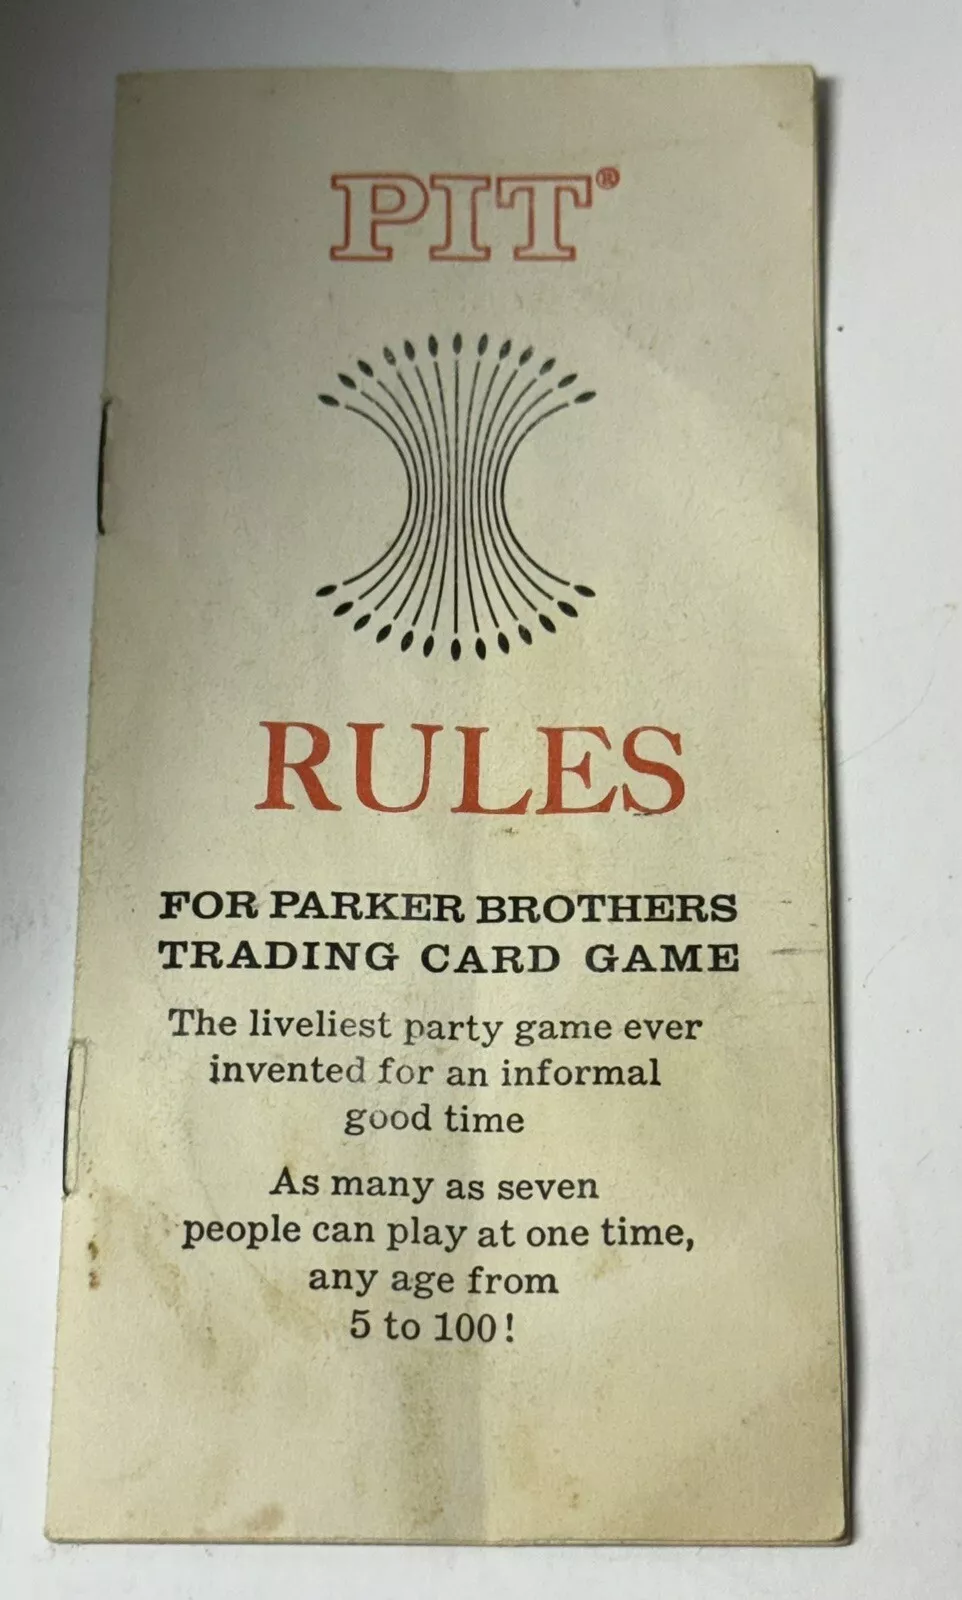 PIT®
RULES
FOR PARKER BROTHERS
TRADING CARD GAME
The liveliest party game ever
invented for an informal
good time
As many as seven
people can play at one time,
any age from
5 to 100!